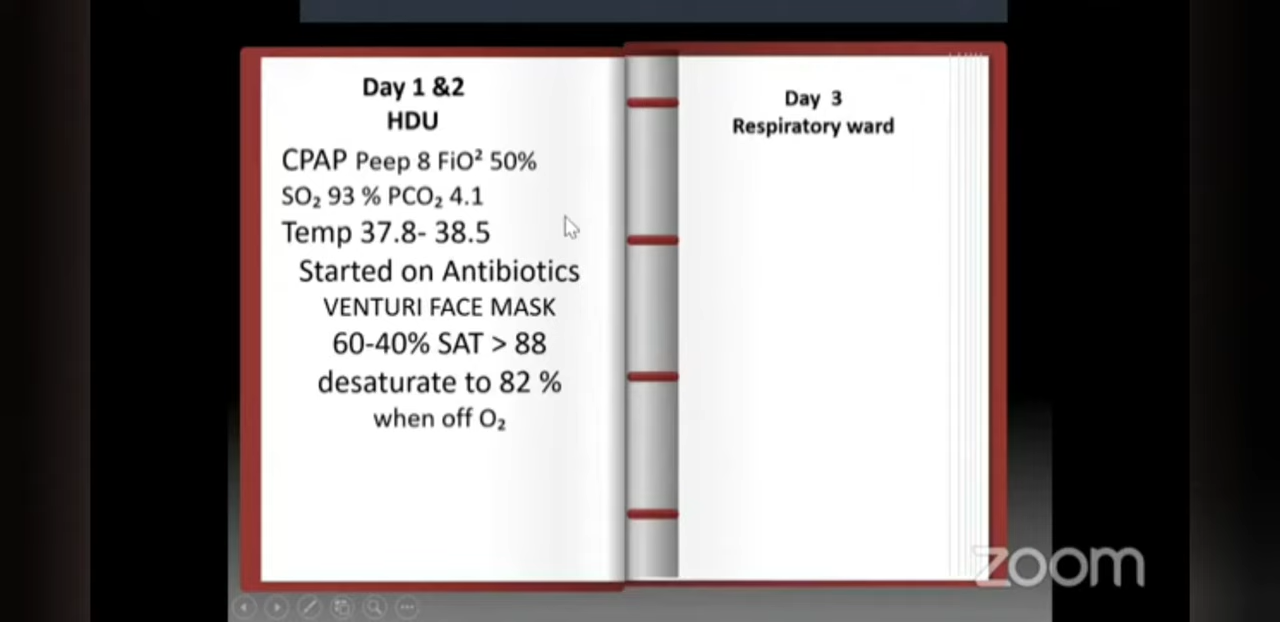 Day 1 &2
HDU
CPAP Peep 8 FiO² 50%
SO₂ 93 % PCO₂ 4.1
Temp 37.8- 38.5
Started on Antibiotics
VENTURI FACE MASK
60-40% SAT > 88
desaturate to 82 %
when off O₂
Day 3
Respiratory ward
zoom